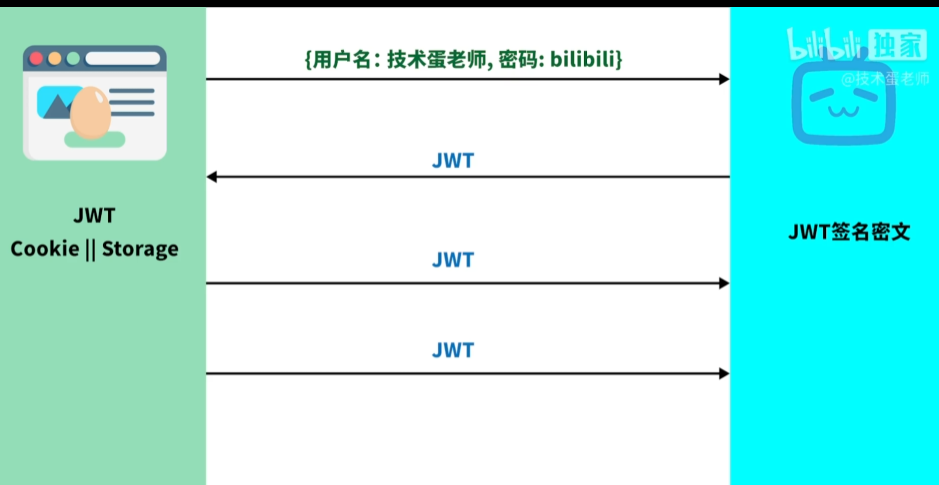 bilibili 独家
@技术蛋老师
{用户名：技术蛋老师, 密码: bilibili}
JWT
JWT
Cookie || Storage
JWT签名密文
JWT
JWT